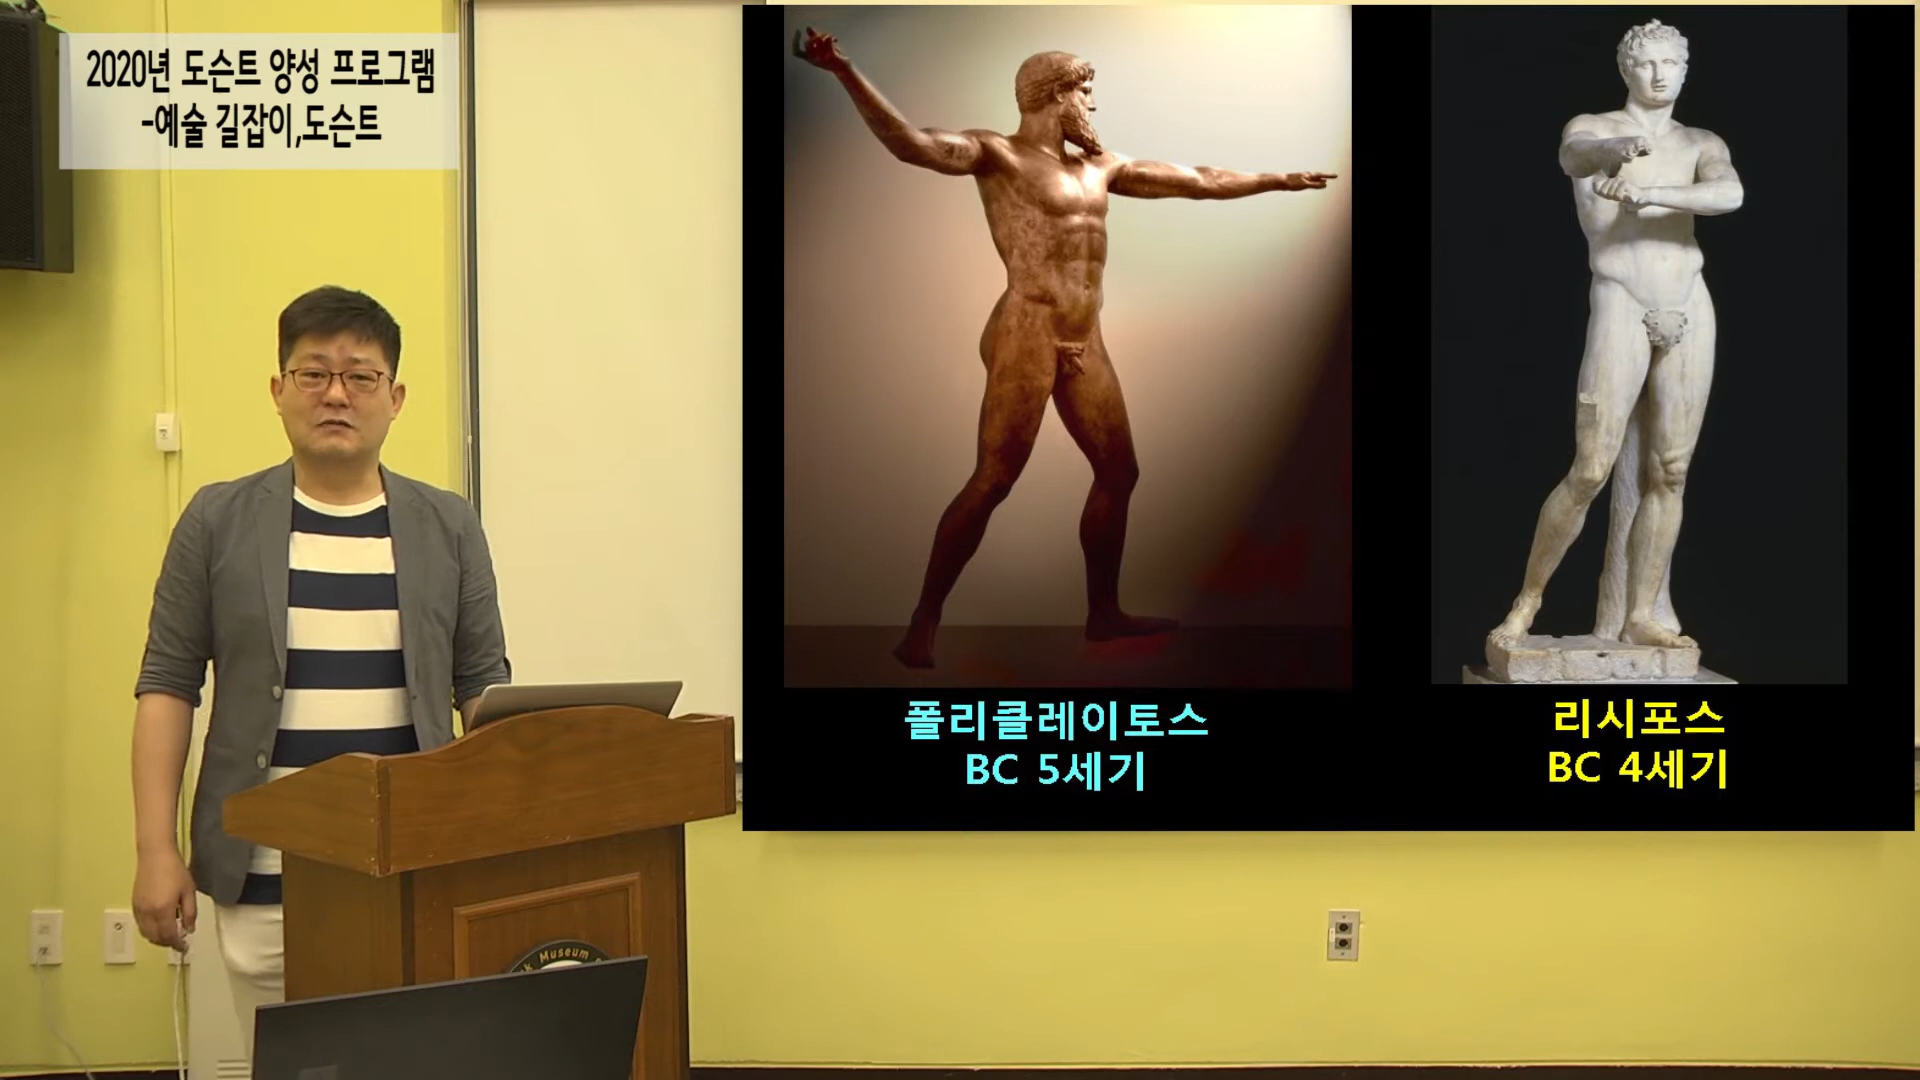 2020년 도슨트 양성 프로그램
-예술 길잡이,도슨트
폴리클레이토스
BC 5세기
리시포스
BC 4세기
Museum